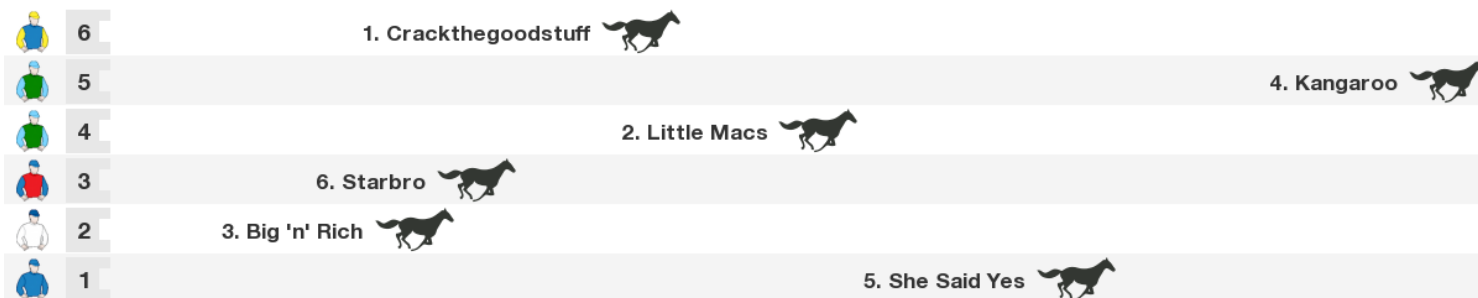 6 1. Crackthegoodstuff
5 4. Kangaroo
4 2. Little Macs
3 6. Starbro
2 3. Big 'n' Rich
1 5. She Said Yes